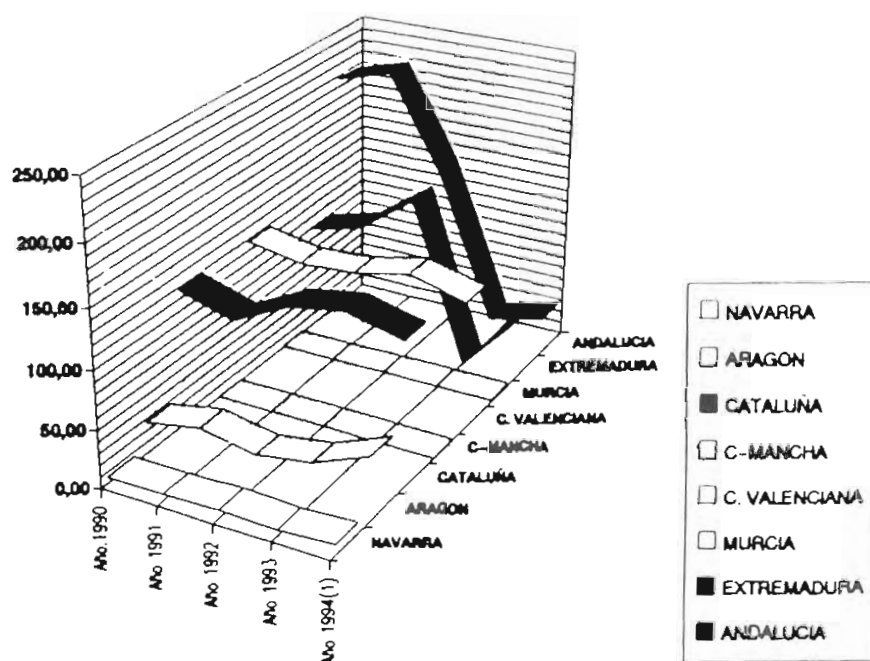 250,00
200,00
150,00
100,00
50,00
0,00
Año.1990
Año 1991
Año 1992
Año 1993
Año 1994(1)
ANDALUCIA
EXTREMADURA
MURCIA
C. VALENCIANA
C-MANCHA
CATALUÑA
ARAGON
NAVARRA
NAVARRA
ARAGON
CATALUÑA
C-MANCHA
C. VALENCIANA
MURCIA
EXTREMADURA
ANDALUCIA